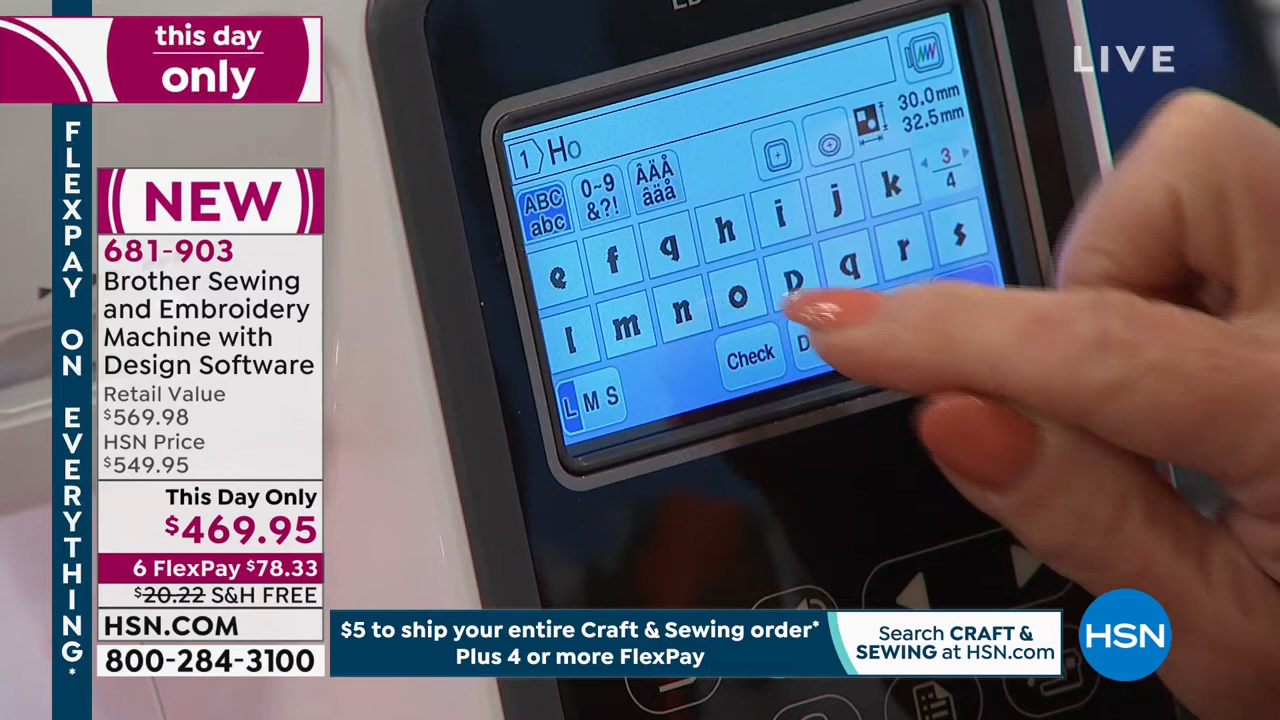 this day
only
FLEXPAY ON EVERYTHING*
NEW
681-903
Brother Sewing
and Embroidery
Machine with
Design Software
Retail Value
$569.98
HSN Price
$549.95
This Day Only
$469.95
6 FlexPay $78.33
$20.22 S&H FREE
HSN.COM
800-284-3100
LIVE
1 Ho
30.0mm
32.5mm
ABC
abc
0~9
&?!
ÂÄÅ
âäå
3
4
e f g h i j k
l m n o p q r s
Check
L M S
$5 to ship your entire Craft & Sewing order*
Plus 4 or more FlexPay
Search CRAFT &
SEWING at HSN.com
HSN